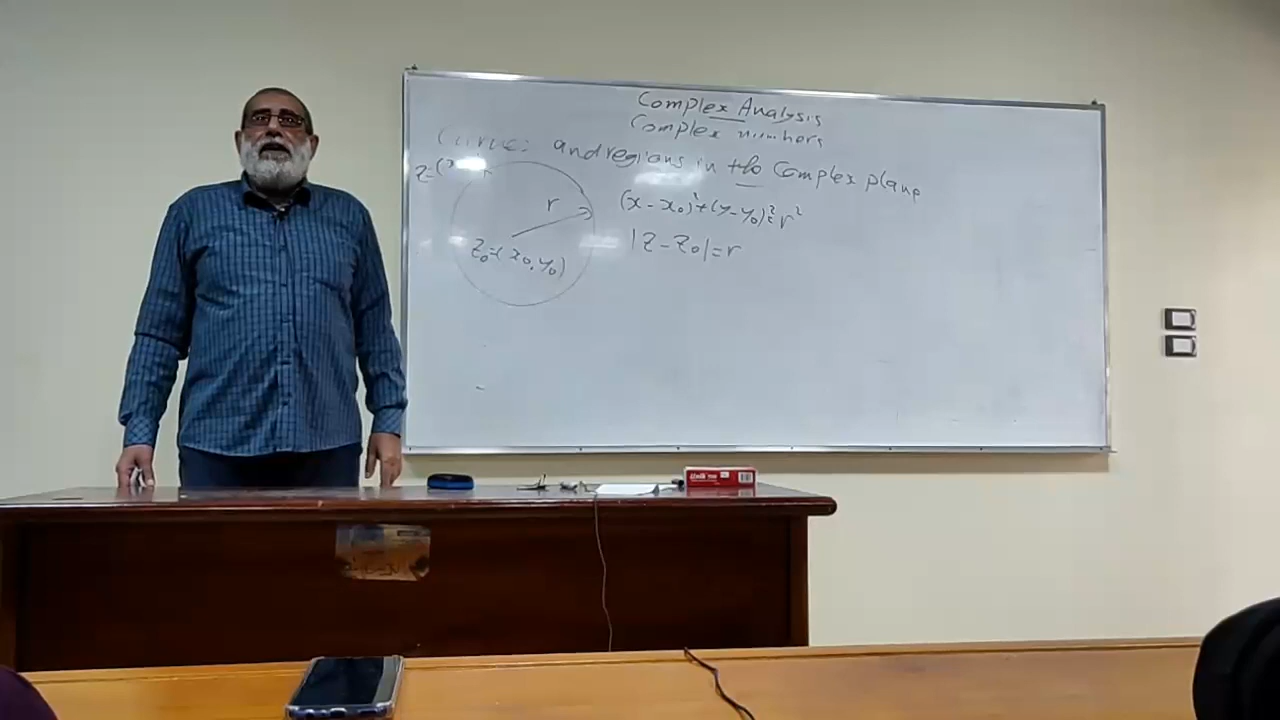 Complex Analysis
Complex numbers
Curves and regions in the Complex plane
z=(x
r
z₀=(x₀,y₀)
(x-x₀)²+(y-y₀)²=r²
|z-z₀|=r